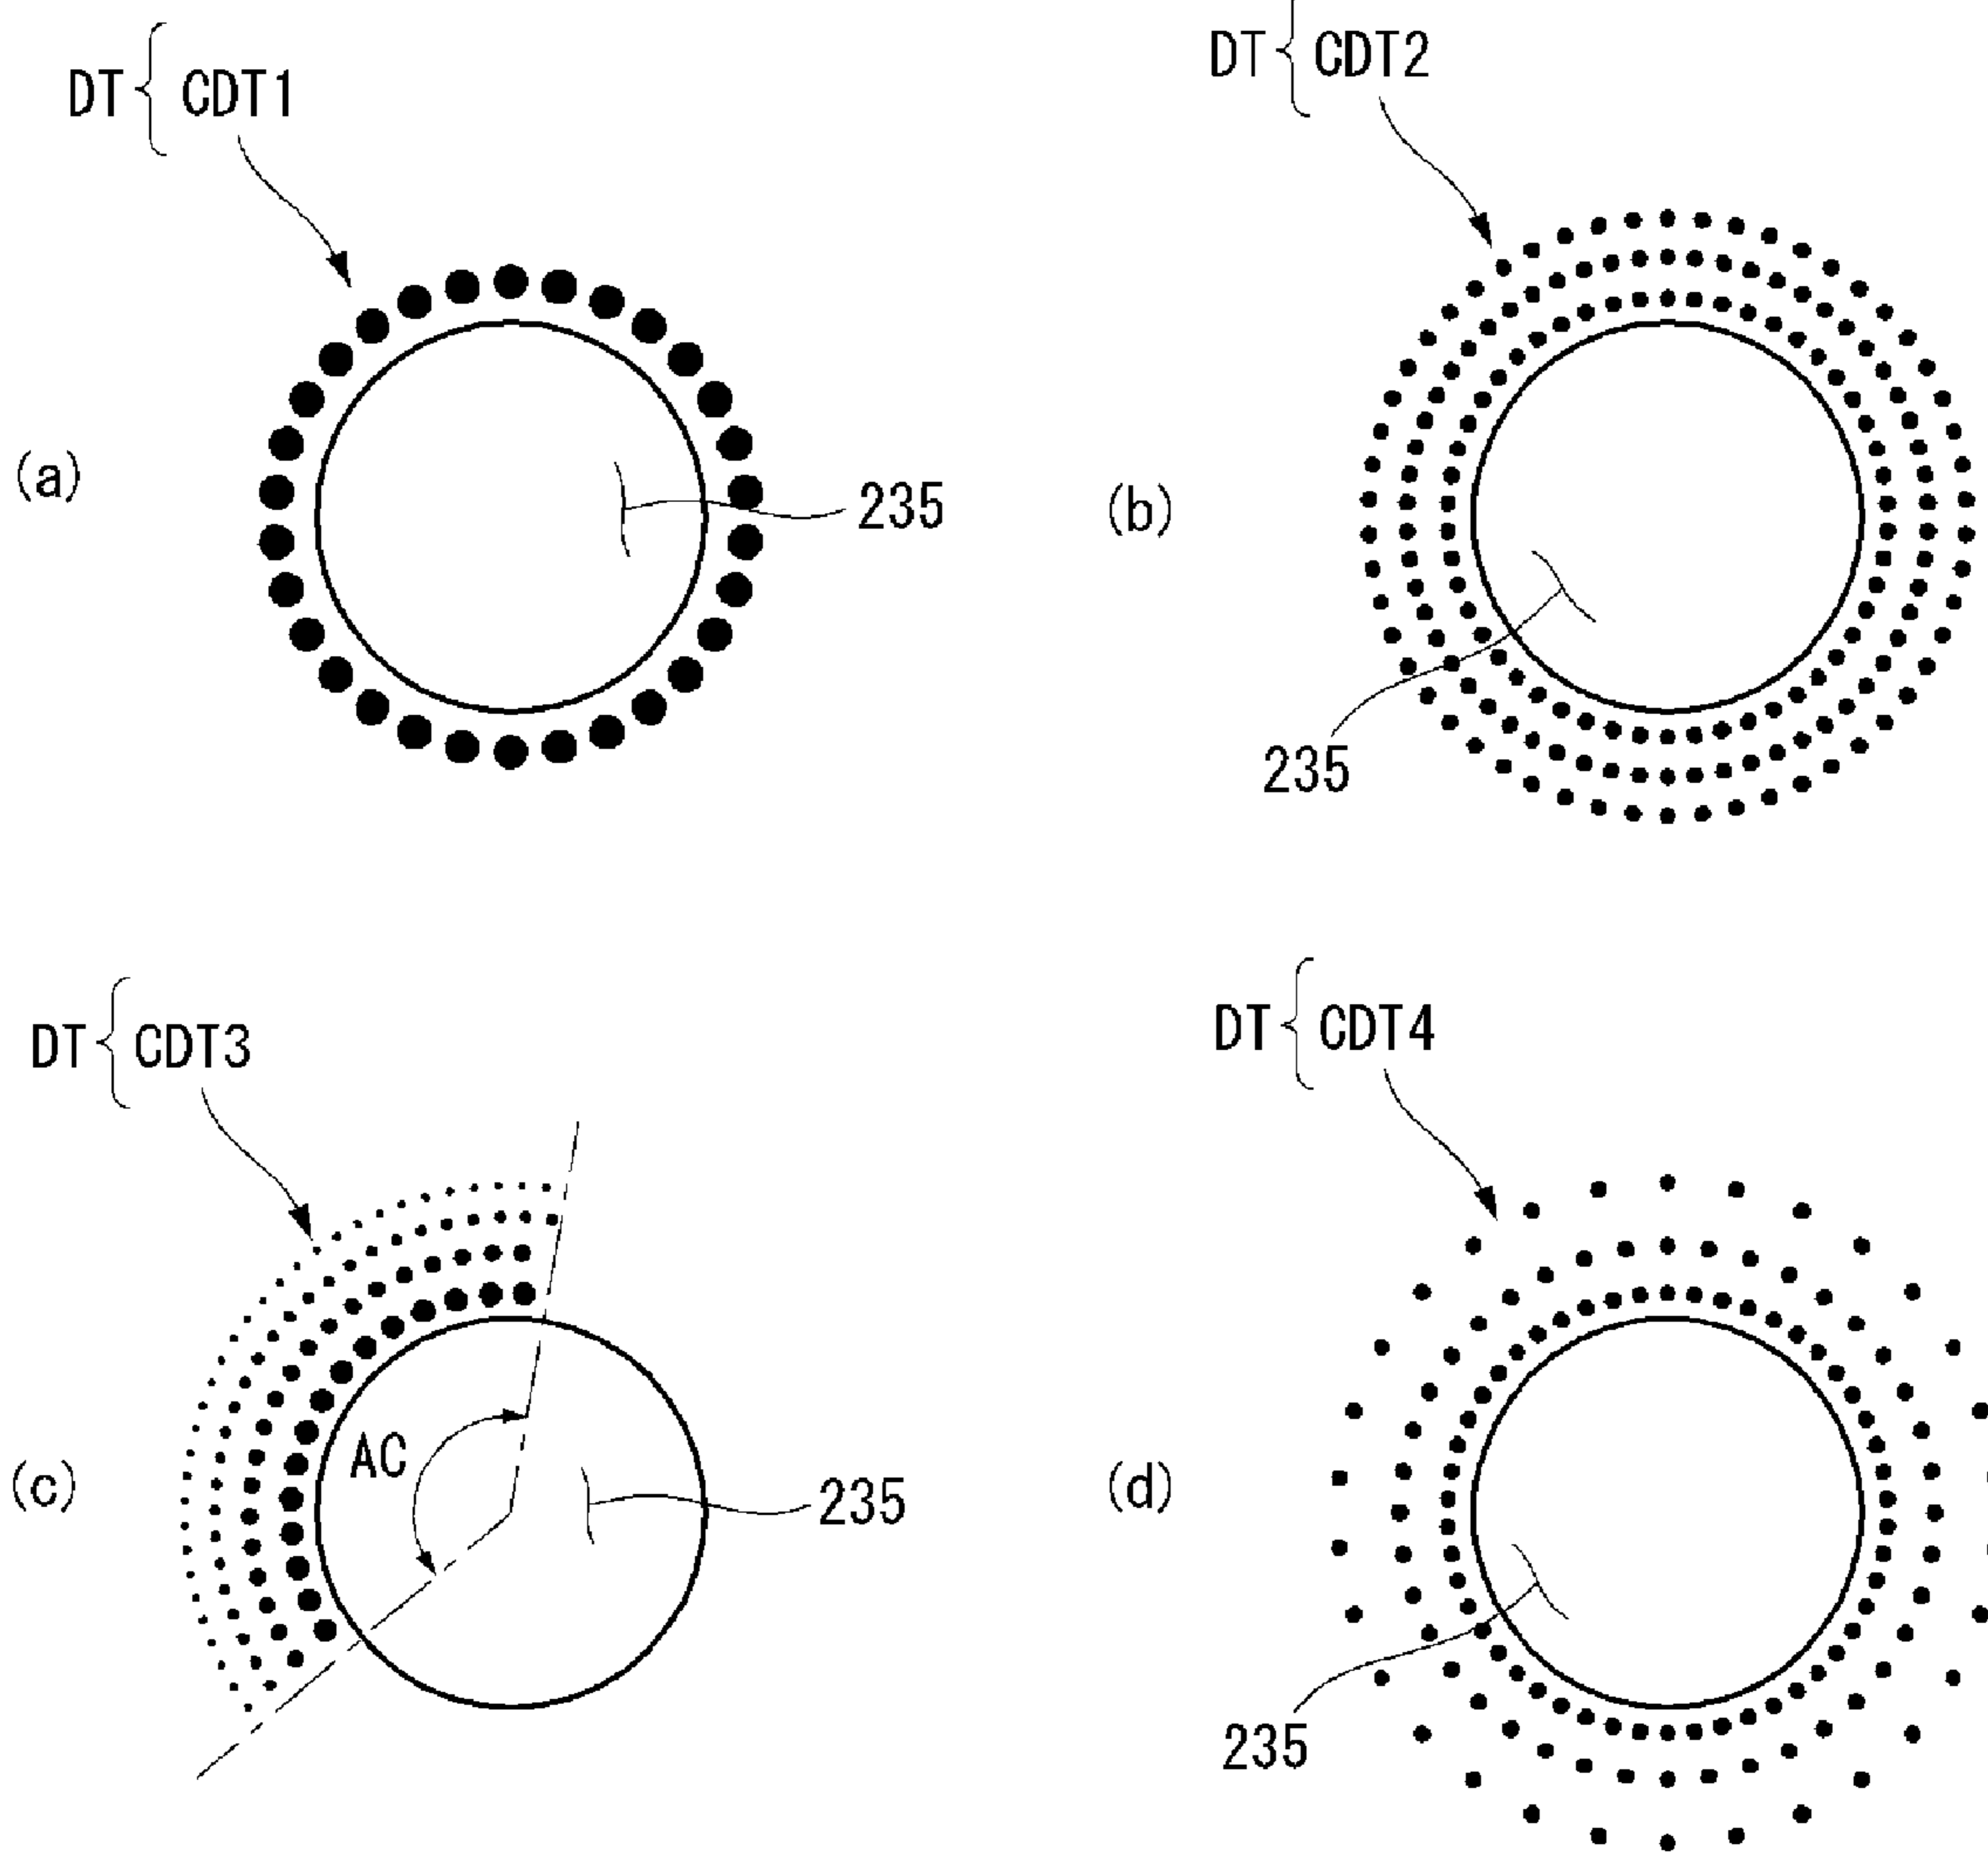 DT { CDT1
(a)
235
DT { CDT2
(b)
235
DT { CDT3
(c)
AC
235
DT { CDT4
(d)
235